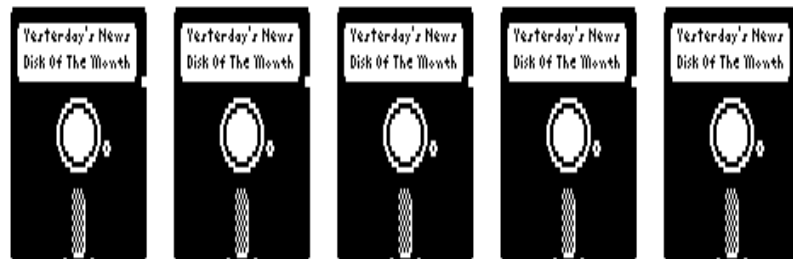 Yesterday's News Yesterday's News Yesterday's News Yesterday's News Yesterday's News
Disk Of The Month Disk Of The Month Disk Of The Month Disk Of The Month Disk Of The Month